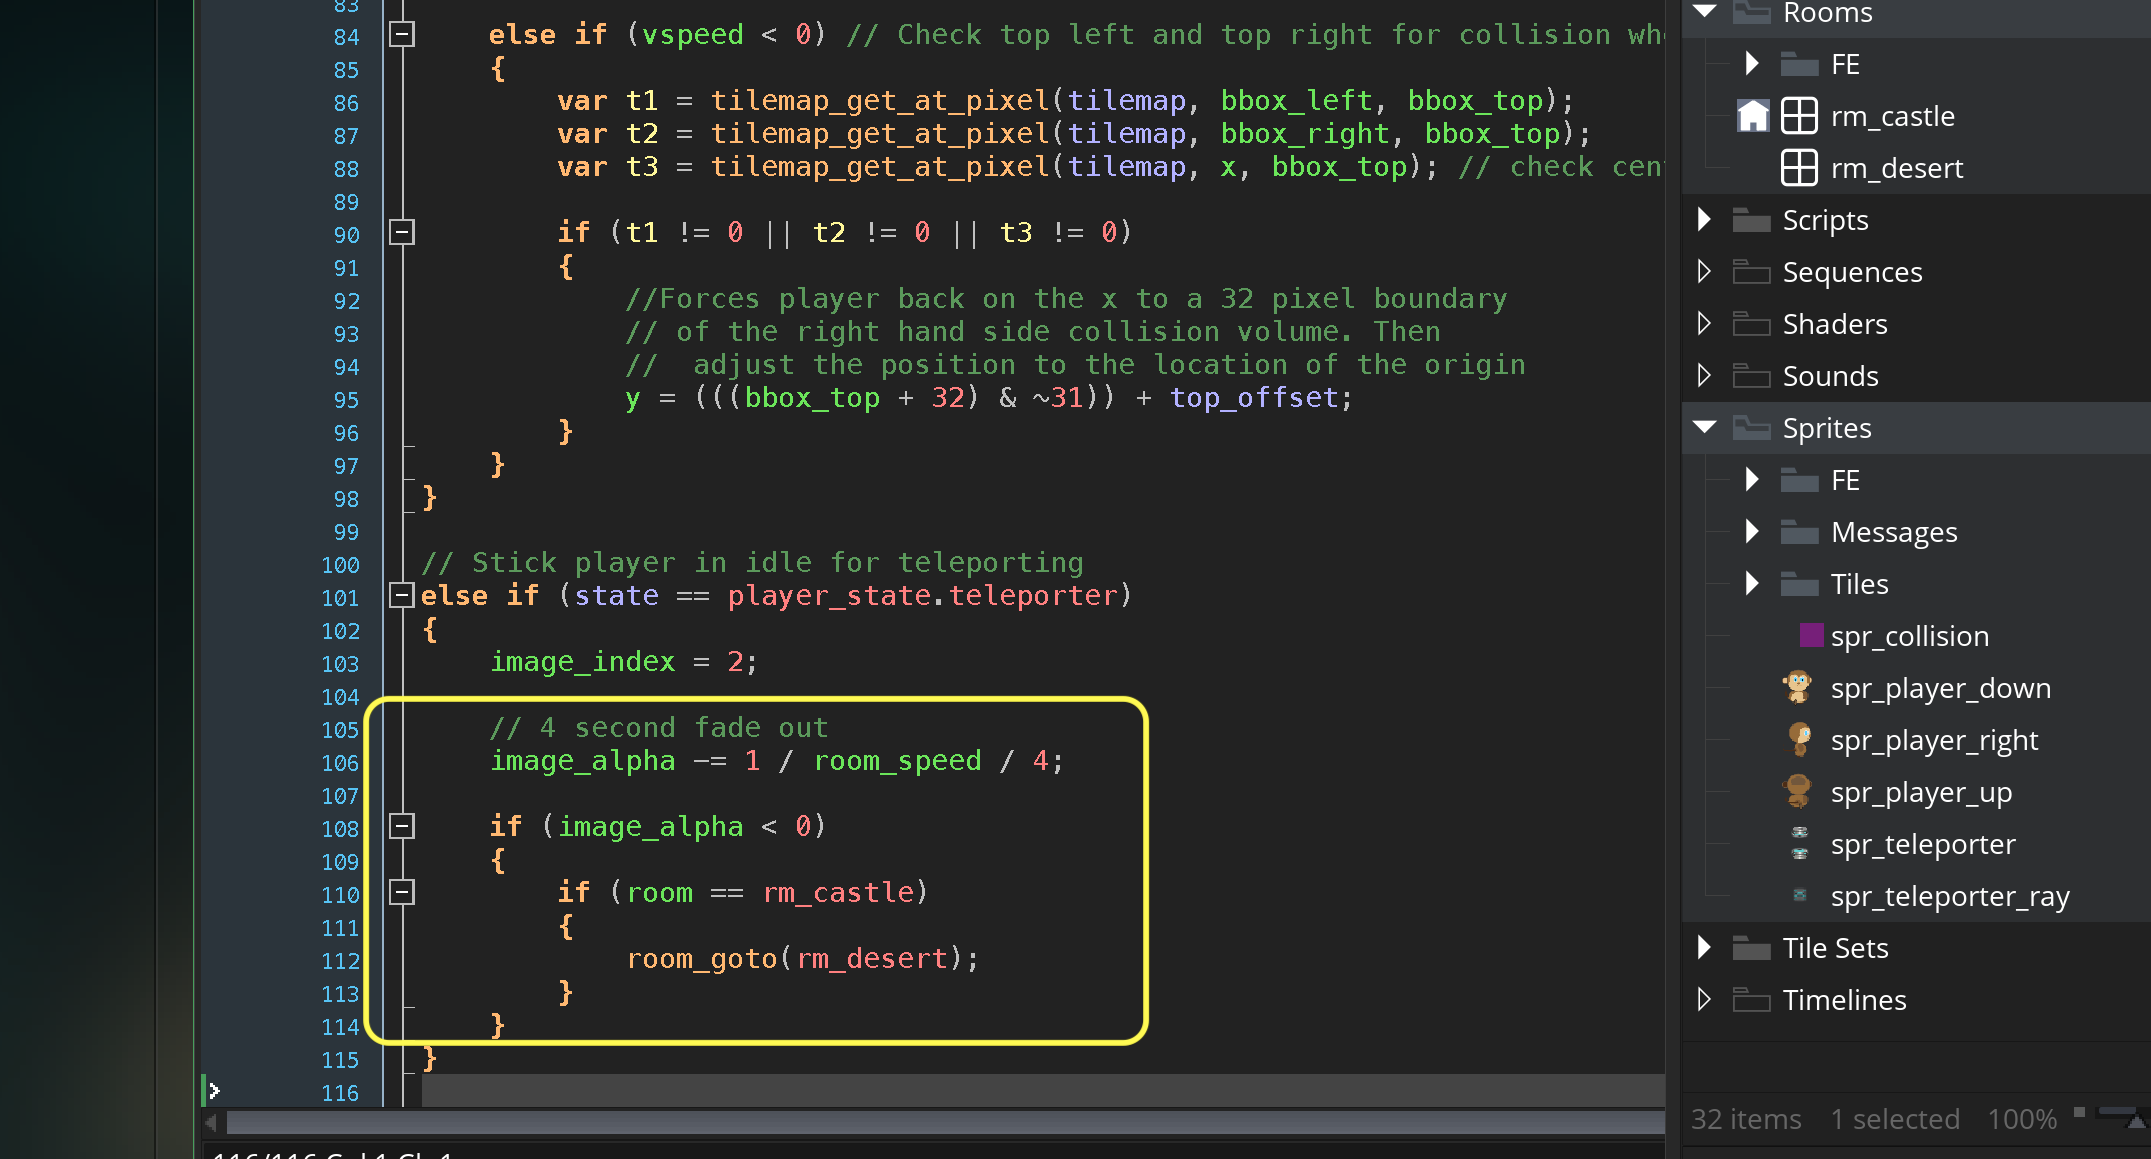 83
84 else if (vspeed < 0) // Check top left and top right for collision wh
85 {
86 var t1 = tilemap_get_at_pixel(tilemap, bbox_left, bbox_top);
87 var t2 = tilemap_get_at_pixel(tilemap, bbox_right, bbox_top);
88 var t3 = tilemap_get_at_pixel(tilemap, x, bbox_top); // check cen
89
90 if (t1 != 0 || t2 != 0 || t3 != 0)
91 {
92 //Forces player back on the x to a 32 pixel boundary
93 // of the right hand side collision volume. Then
94 //  adjust the position to the location of the origin
95 y = (((bbox_top + 32) & ~31)) + top_offset;
96 }
97 }
98 }
99
100 // Stick player in idle for teleporting
101 else if (state == player_state.teleporter)
102 {
103 image_index = 2;
104
105 // 4 second fade out
106 image_alpha -= 1 / room_speed / 4;
107
108 if (image_alpha < 0)
109 {
110 if (room == rm_castle)
111 {
112 room_goto(rm_desert);
113 }
114 }
115 }
116
Rooms
FE
rm_castle
rm_desert
Scripts
Sequences
Shaders
Sounds
Sprites
FE
Messages
Tiles
spr_collision
spr_player_down
spr_player_right
spr_player_up
spr_teleporter
spr_teleporter_ray
Tile Sets
Timelines
32 items 1 selected 100%